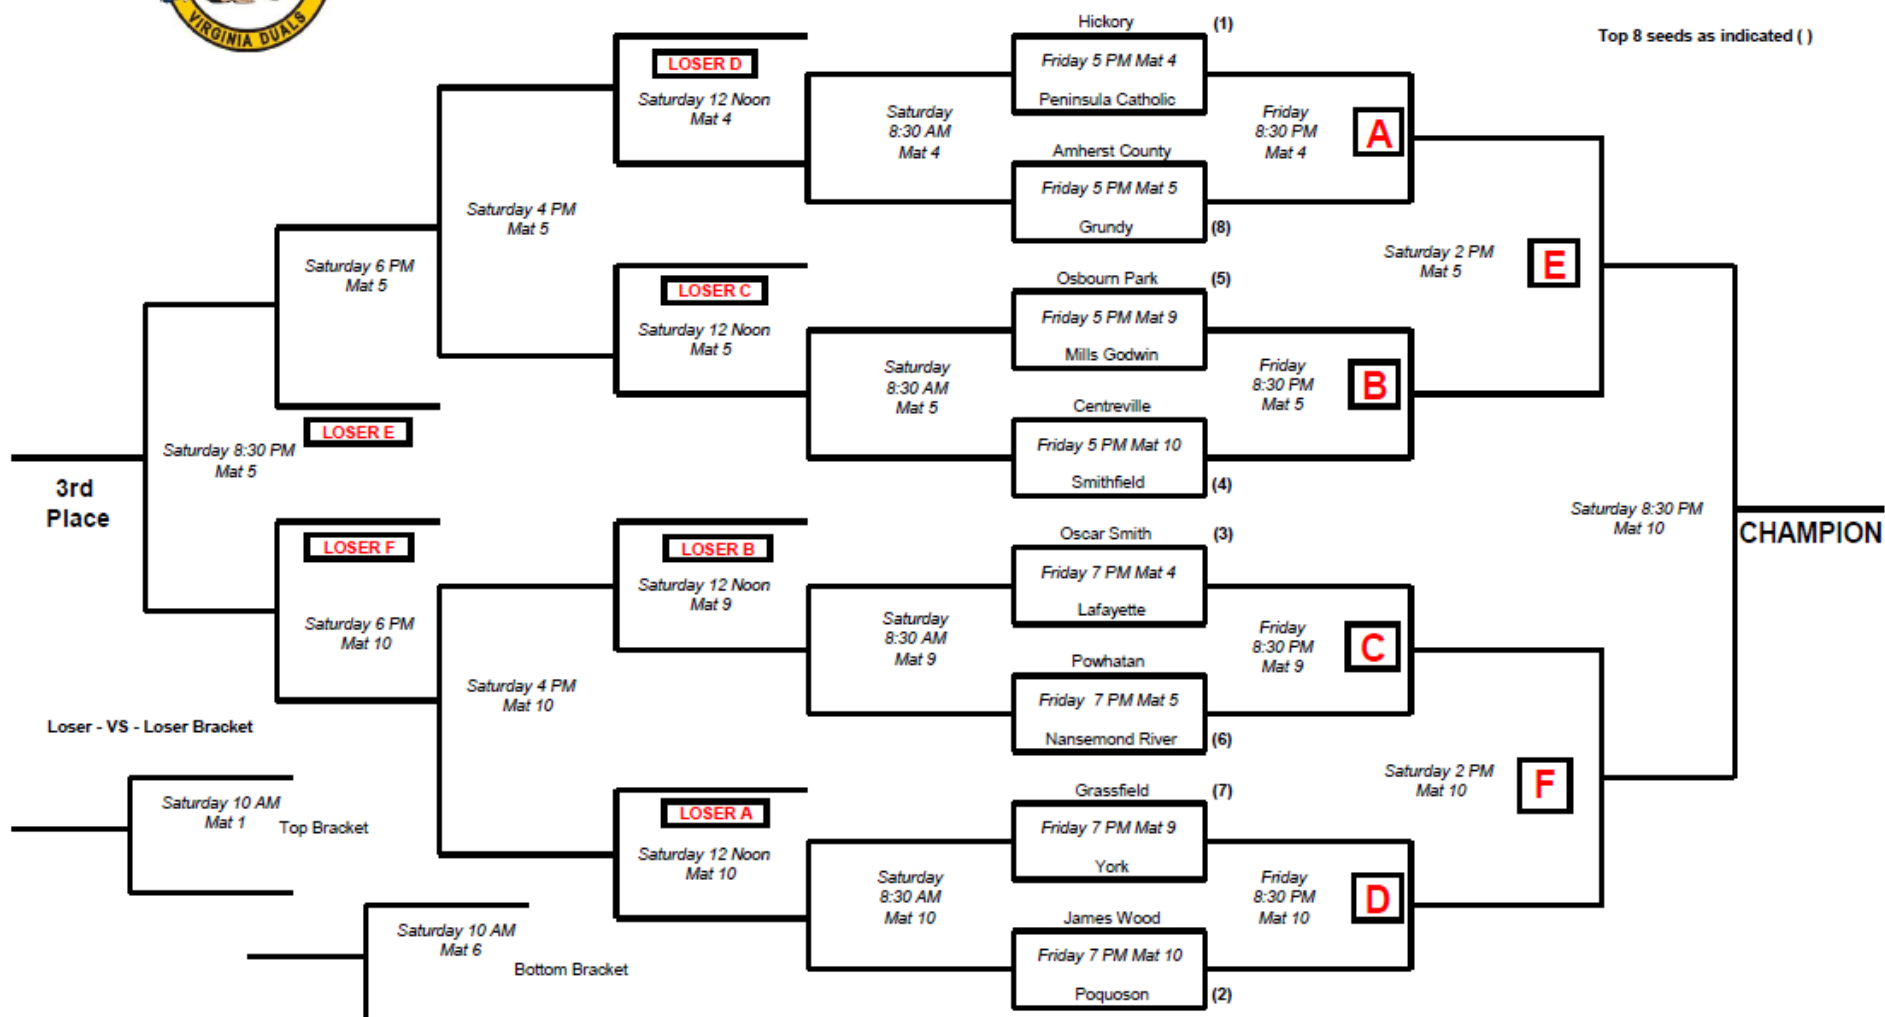 VIRGINIA DUALS
Top 8 seeds as indicated ( )
Hickory (1)
Friday 5 PM Mat 4
Peninsula Catholic
Amherst County
Friday 5 PM Mat 5
Grundy (8)
Osbourn Park (5)
Friday 5 PM Mat 9
Mills Godwin
Centreville
Friday 5 PM Mat 10
Smithfield (4)
Oscar Smith (3)
Friday 7 PM Mat 4
Lafayette
Powhatan
Friday 7 PM Mat 5
Nansemond River (6)
Grassfield (7)
Friday 7 PM Mat 9
York
James Wood
Friday 7 PM Mat 10
Poquoson (2)
Friday
8:30 PM
Mat 4
A
Friday
8:30 PM
Mat 5
B
Friday
8:30 PM
Mat 9
C
Friday
8:30 PM
Mat 10
D
Saturday 2 PM
Mat 5
E
Saturday 2 PM
Mat 10
F
Saturday 8:30 PM
Mat 10
CHAMPION
Saturday
8:30 AM
Mat 4
Saturday
8:30 AM
Mat 5
Saturday
8:30 AM
Mat 9
Saturday
8:30 AM
Mat 10
LOSER D
Saturday 12 Noon
Mat 4
LOSER C
Saturday 12 Noon
Mat 5
LOSER B
Saturday 12 Noon
Mat 9
LOSER A
Saturday 12 Noon
Mat 10
Saturday 4 PM
Mat 5
Saturday 4 PM
Mat 10
Saturday 6 PM
Mat 5
LOSER E
LOSER F
Saturday 6 PM
Mat 10
Saturday 8:30 PM
Mat 5
3rd
Place
Loser - VS - Loser Bracket
Saturday 10 AM
Mat 1
Top Bracket
Saturday 10 AM
Mat 6
Bottom Bracket